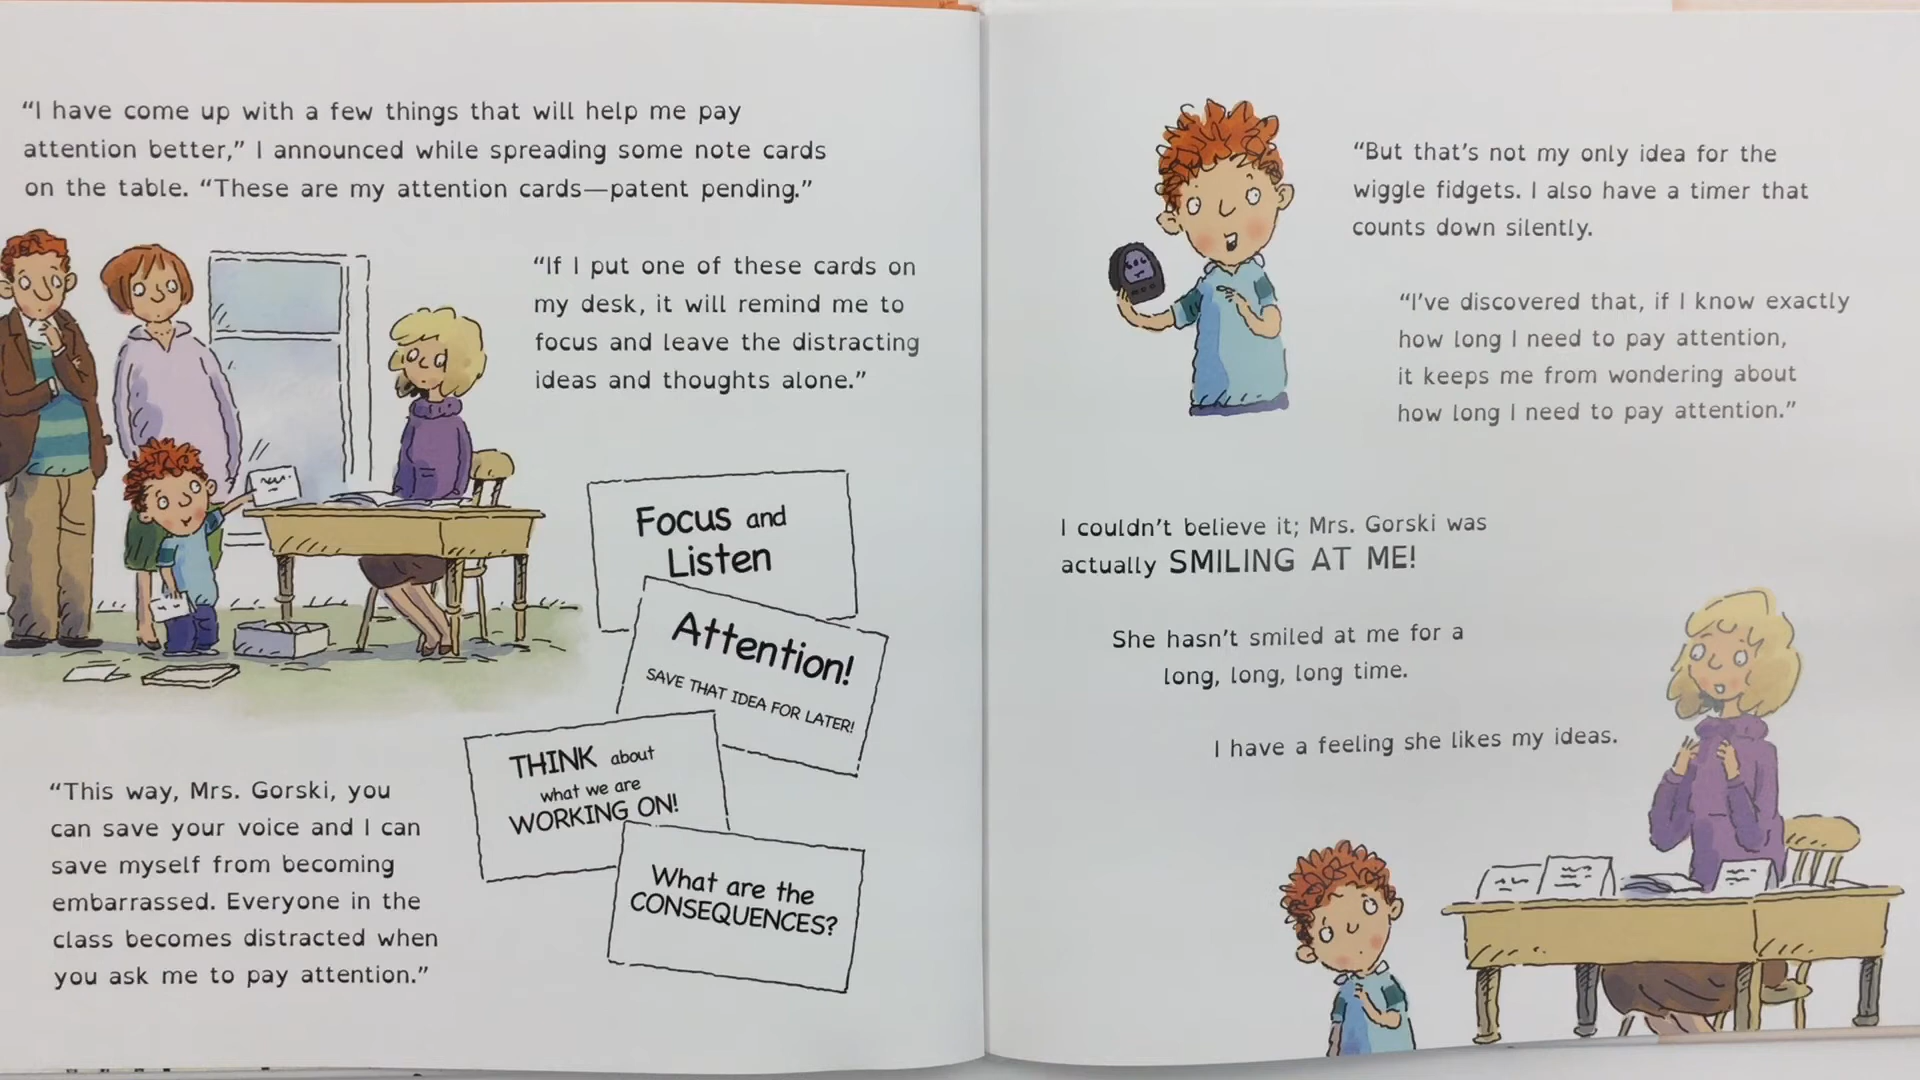 “I have come up with a few things that will help me pay
attention better,” I announced while spreading some note cards
on the table. “These are my attention cards—patent pending.”
“If I put one of these cards on
my desk, it will remind me to
focus and leave the distracting
ideas and thoughts alone.”
Focus and
Listen
Attention!
SAVE THAT IDEA FOR LATER!
THINK about
what we are
WORKING ON!
What are the
CONSEQUENCES?
“This way, Mrs. Gorski, you
can save your voice and I can
save myself from becoming
embarrassed. Everyone in the
class becomes distracted when
you ask me to pay attention.”
“But that’s not my only idea for the
wiggle fidgets. I also have a timer that
counts down silently.
“I’ve discovered that, if I know exactly
how long I need to pay attention,
it keeps me from wondering about
how long I need to pay attention.”
I couldn’t believe it; Mrs. Gorski was
actually SMILING AT ME!
She hasn’t smiled at me for a
long, long, long time.
I have a feeling she likes my ideas.